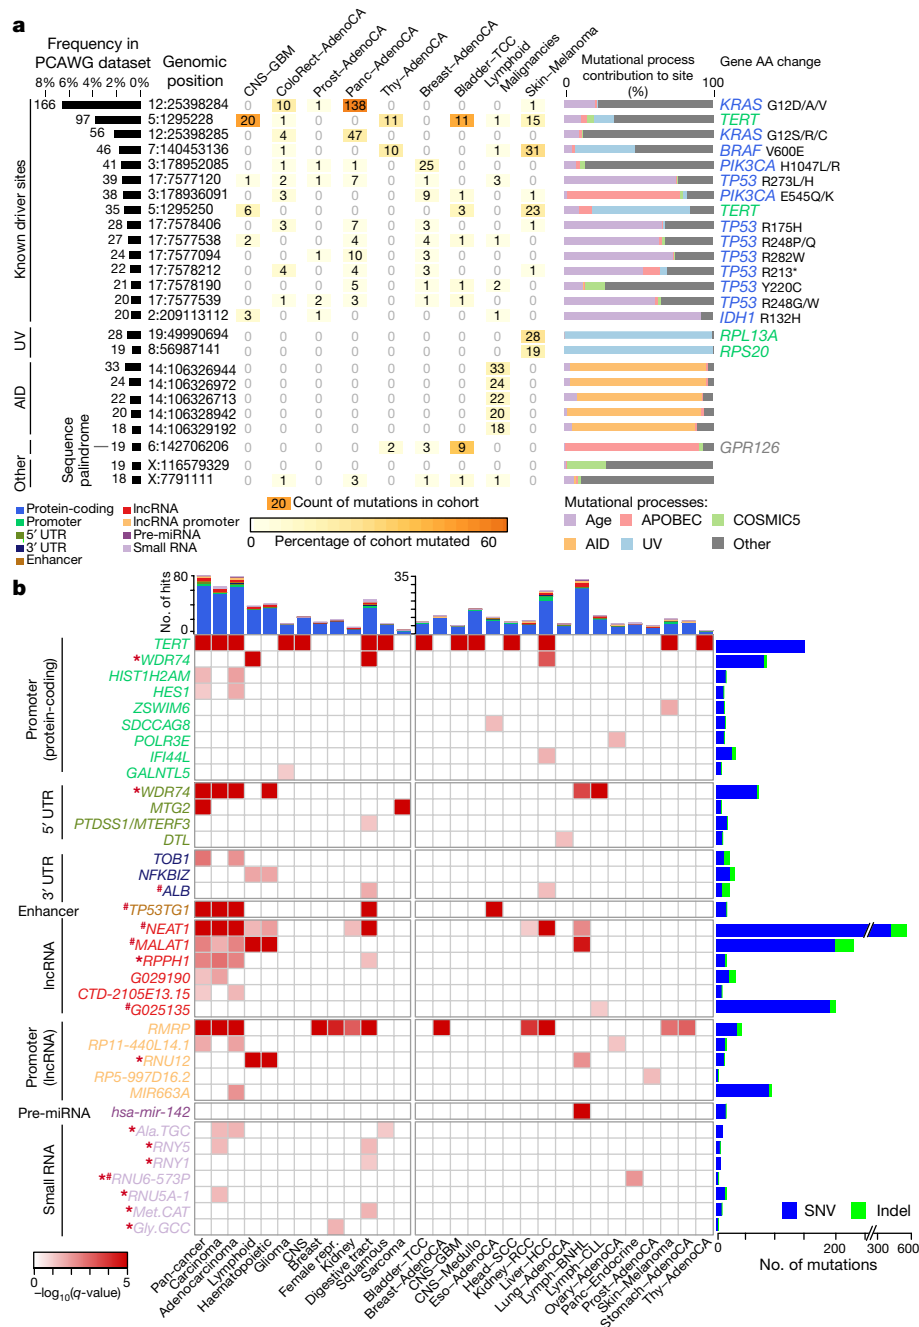 a
Frequency in PCAWG dataset
Genomic position
CNS–GBM
ColoRect–AdenoCA
Prost–AdenoCA
Panc–AdenoCA
Thy–AdenoCA
Breast–AdenoCA
Bladder–TCC
Lymphoid Malignancies
Skin–Melanoma
Mutational process contribution to site (%)
Gene AA change
8% 6% 4% 2% 0%
0 100
Known driver sites
166 12:25398284 0 10 1 138 0 0 0 0 1 KRAS G12D/A/V
97 5:1295228 20 1 0 0 11 0 11 1 15 TERT
56 12:25398285 0 4 0 47 0 0 0 0 0 KRAS G12S/R/C
46 7:140453136 0 1 0 0 10 0 0 1 31 BRAF V600E
41 3:178952085 0 1 1 1 0 25 0 0 0 PIK3CA H1047L/R
39 17:7577120 1 2 1 7 0 1 0 3 0 TP53 R273L/H
38 3:178936091 0 3 0 0 0 9 1 0 1 PIK3CA E545Q/K
35 5:1295250 6 0 0 0 0 0 3 0 23 TERT
28 17:7578406 0 3 0 7 0 3 0 0 1 TP53 R175H
27 17:7577538 2 0 0 4 0 4 1 1 0 TP53 R248P/Q
24 17:7577094 0 0 1 10 0 3 0 0 0 TP53 R282W
22 17:7578212 0 4 0 4 0 3 0 0 1 TP53 R213*
21 17:7578190 0 0 0 5 0 1 1 2 0 TP53 Y220C
20 17:7577539 0 1 2 3 0 1 1 0 0 TP53 R248G/W
20 2:209113112 3 0 1 0 0 0 0 1 0 IDH1 R132H
UV
28 19:49990694 0 0 0 0 0 0 0 0 28 RPL13A
19 8:56987141 0 0 0 0 0 0 0 0 19 RPS20
AID
33 14:106326944 0 0 0 0 0 0 0 33 0
24 14:106326972 0 0 0 0 0 0 0 24 0
22 14:106326713 0 0 0 0 0 0 0 22 0
20 14:106328942 0 0 0 0 0 0 0 20 0
18 14:106329192 0 0 0 0 0 0 0 18 0
Other
Sequence palindrome
19 6:142706206 0 0 0 0 2 3 9 0 0 GPR126
19 X:116579329 0 0 0 0 0 0 0 0 0
18 X:7791111 0 1 0 3 0 1 1 1 0
Protein-coding
Promoter
5′ UTR
3′ UTR
Enhancer
lncRNA
lncRNA promoter
Pre-miRNA
Small RNA
20 Count of mutations in cohort
0 Percentage of cohort mutated 60
Mutational processes:
Age APOBEC COSMIC5
AID UV Other
b
No. of hits
80
0
35
0
Promoter (protein-coding)
TERT
*WDR74
HIST1H2AM
HES1
ZSWIM6
SDCCAG8
POLR3E
IFI44L
GALNTL5
5′ UTR
*WDR74
MTG2
PTDSS1/MTERF3
DTL
3′ UTR
TOB1
NFKBIZ
#ALB
Enhancer
#TP53TG1
lncRNA
#NEAT1
#MALAT1
*RPPH1
G029190
CTD-2105E13.15
#G025135
Promoter (lncRNA)
RMRP
RP11-440L14.1
*RNU12
RP5-997D16.2
MIR663A
Pre-miRNA
hsa-mir-142
Small RNA
*Ala.TGC
*RNY5
*RNY1
*#RNU6-573P
*RNU5A-1
*Met.CAT
*Gly.GCC
SNV Indel
0 200 300 600
No. of mutations
Pan-cancer
Carcinoma
Adenocarcinoma
Lymphoid
Haematopoietic
Glioma
CNS
Breast
Female repr.
Kidney
Digestive tract
Squamous
Sarcoma
Bladder–TCC
Breast–AdenoCA
CNS–GBM
CNS–Medullo
Eso–AdenoCA
Head–SCC
Kidney–RCC
Liver–HCC
Lung–AdenoCA
Lymph–BNHL
Lymph–CLL
Ovary–AdenoCA
Panc–Endocrine
Prost–AdenoCA
Skin–Melanoma
Stomach–AdenoCA
Thy–AdenoCA
0 5
−log10(q-value)